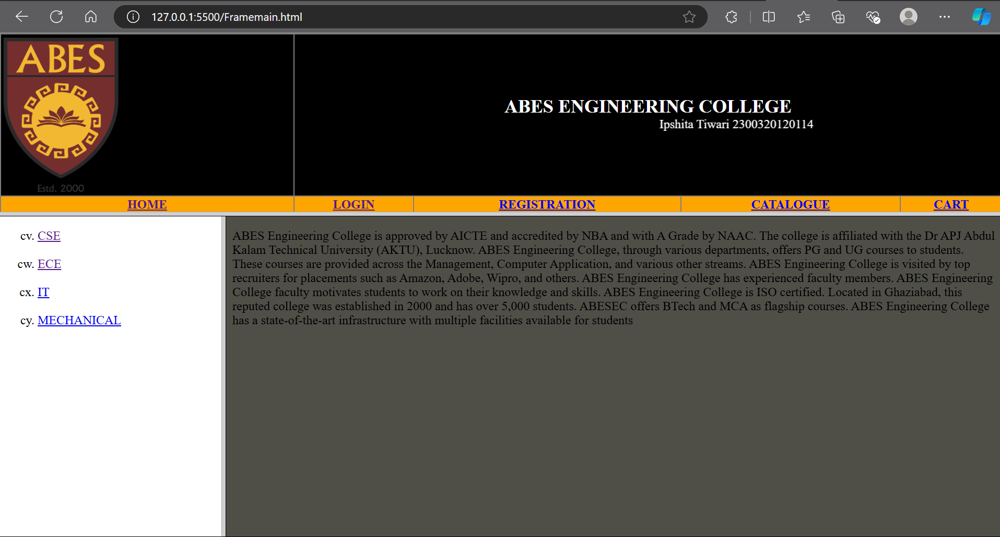 127.0.0.1:5500/Framemain.html
ABES
Estd. 2000
ABES ENGINEERING COLLEGE
Ipshita Tiwari 2300320120114
HOME LOGIN REGISTRATION CATALOGUE CART
cv. CSE
cw. ECE
cx. IT
cy. MECHANICAL
ABES Engineering College is approved by AICTE and accredited by NBA and with A Grade by NAAC. The college is affiliated with the Dr APJ Abdul
Kalam Technical University (AKTU), Lucknow. ABES Engineering College, through various departments, offers PG and UG courses to students.
These courses are provided across the Management, Computer Application, and various other streams. ABES Engineering College is visited by top
recruiters for placements such as Amazon, Adobe, Wipro, and others. ABES Engineering College has experienced faculty members. ABES Engineering
College faculty motivates students to work on their knowledge and skills. ABES Engineering College is ISO certified. Located in Ghaziabad, this
reputed college was established in 2000 and has over 5,000 students. ABESEC offers BTech and MCA as flagship courses. ABES Engineering College
has a state-of-the-art infrastructure with multiple facilities available for students